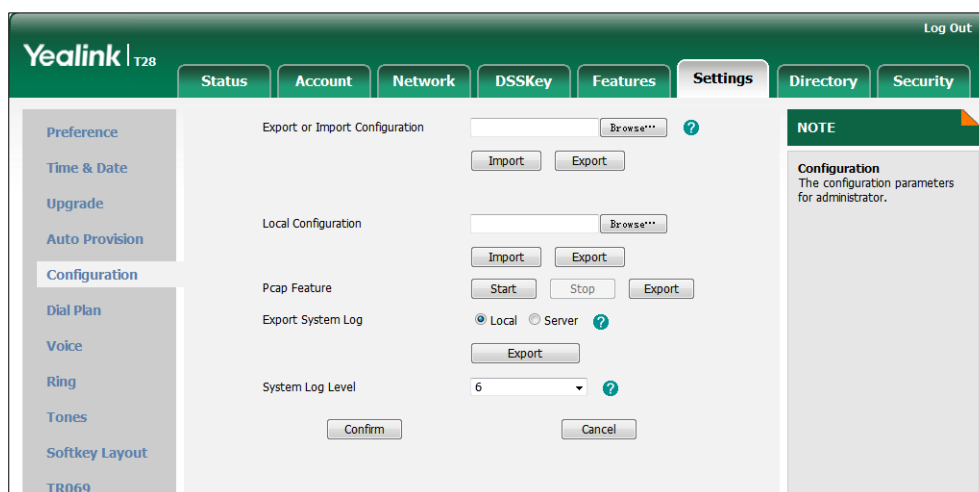 Log Out
Yealink T28
Status Account Network DSSKey Features Settings Directory Security
Preference
Time & Date
Upgrade
Auto Provision
Configuration
Dial Plan
Voice
Ring
Tones
Softkey Layout
TR069
Export or Import Configuration Browse... ?
Import Export
Local Configuration Browse...
Import Export
Pcap Feature Start Stop Export
Export System Log Local Server ?
Export
System Log Level 6 ?
Confirm Cancel
NOTE
Configuration
The configuration parameters
for administrator.